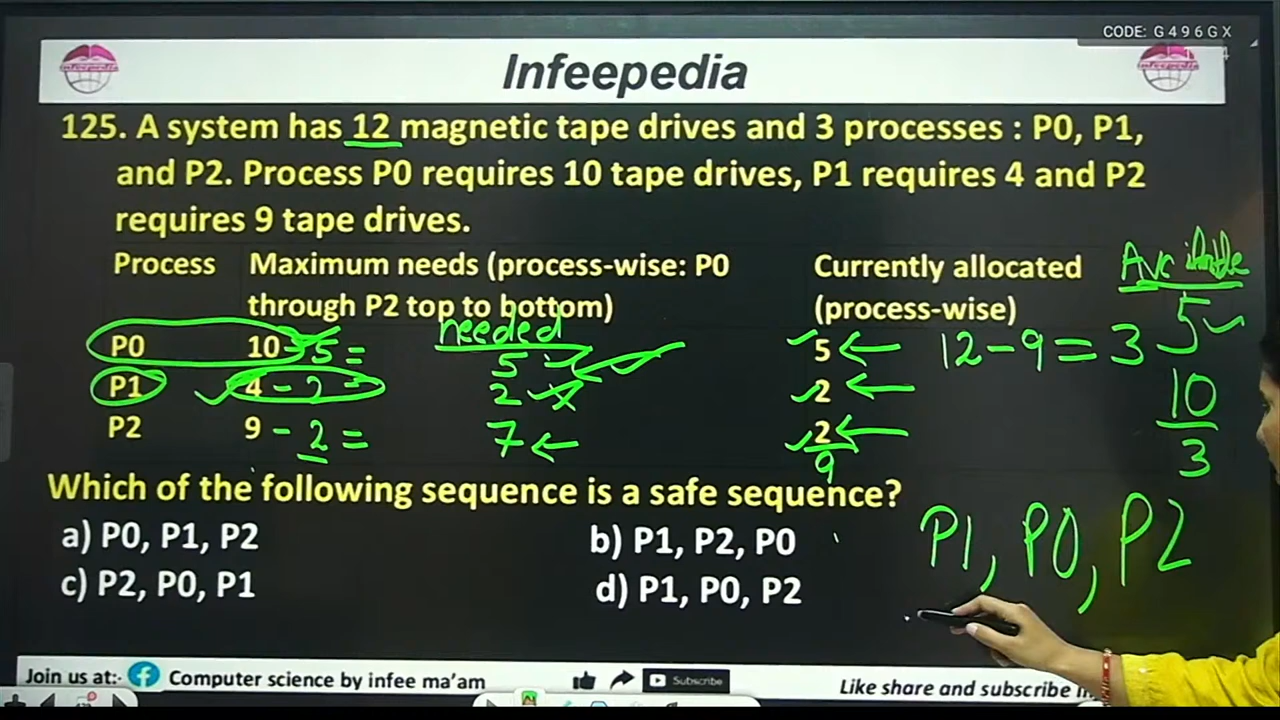 CODE: G 4 9 6 G X
Infeepedia
125. A system has 12 magnetic tape drives and 3 processes : P0, P1,
and P2. Process P0 requires 10 tape drives, P1 requires 4 and P2
requires 9 tape drives.
Process Maximum needs (process-wise: P0 through P2 top to bottom) Currently allocated (process-wise) Available
needed
P0 10 - 5 = 5 5 12 - 9 = 3 5
P1 4 - 2 = 2 2 10
P2 9 - 2 = 7 2 3
9
Which of the following sequence is a safe sequence?
a) P0, P1, P2 b) P1, P2, P0
c) P2, P0, P1 d) P1, P0, P2
P1, P0, P2
Join us at:- Computer science by infee ma'am Subscribe Like share and subscribe